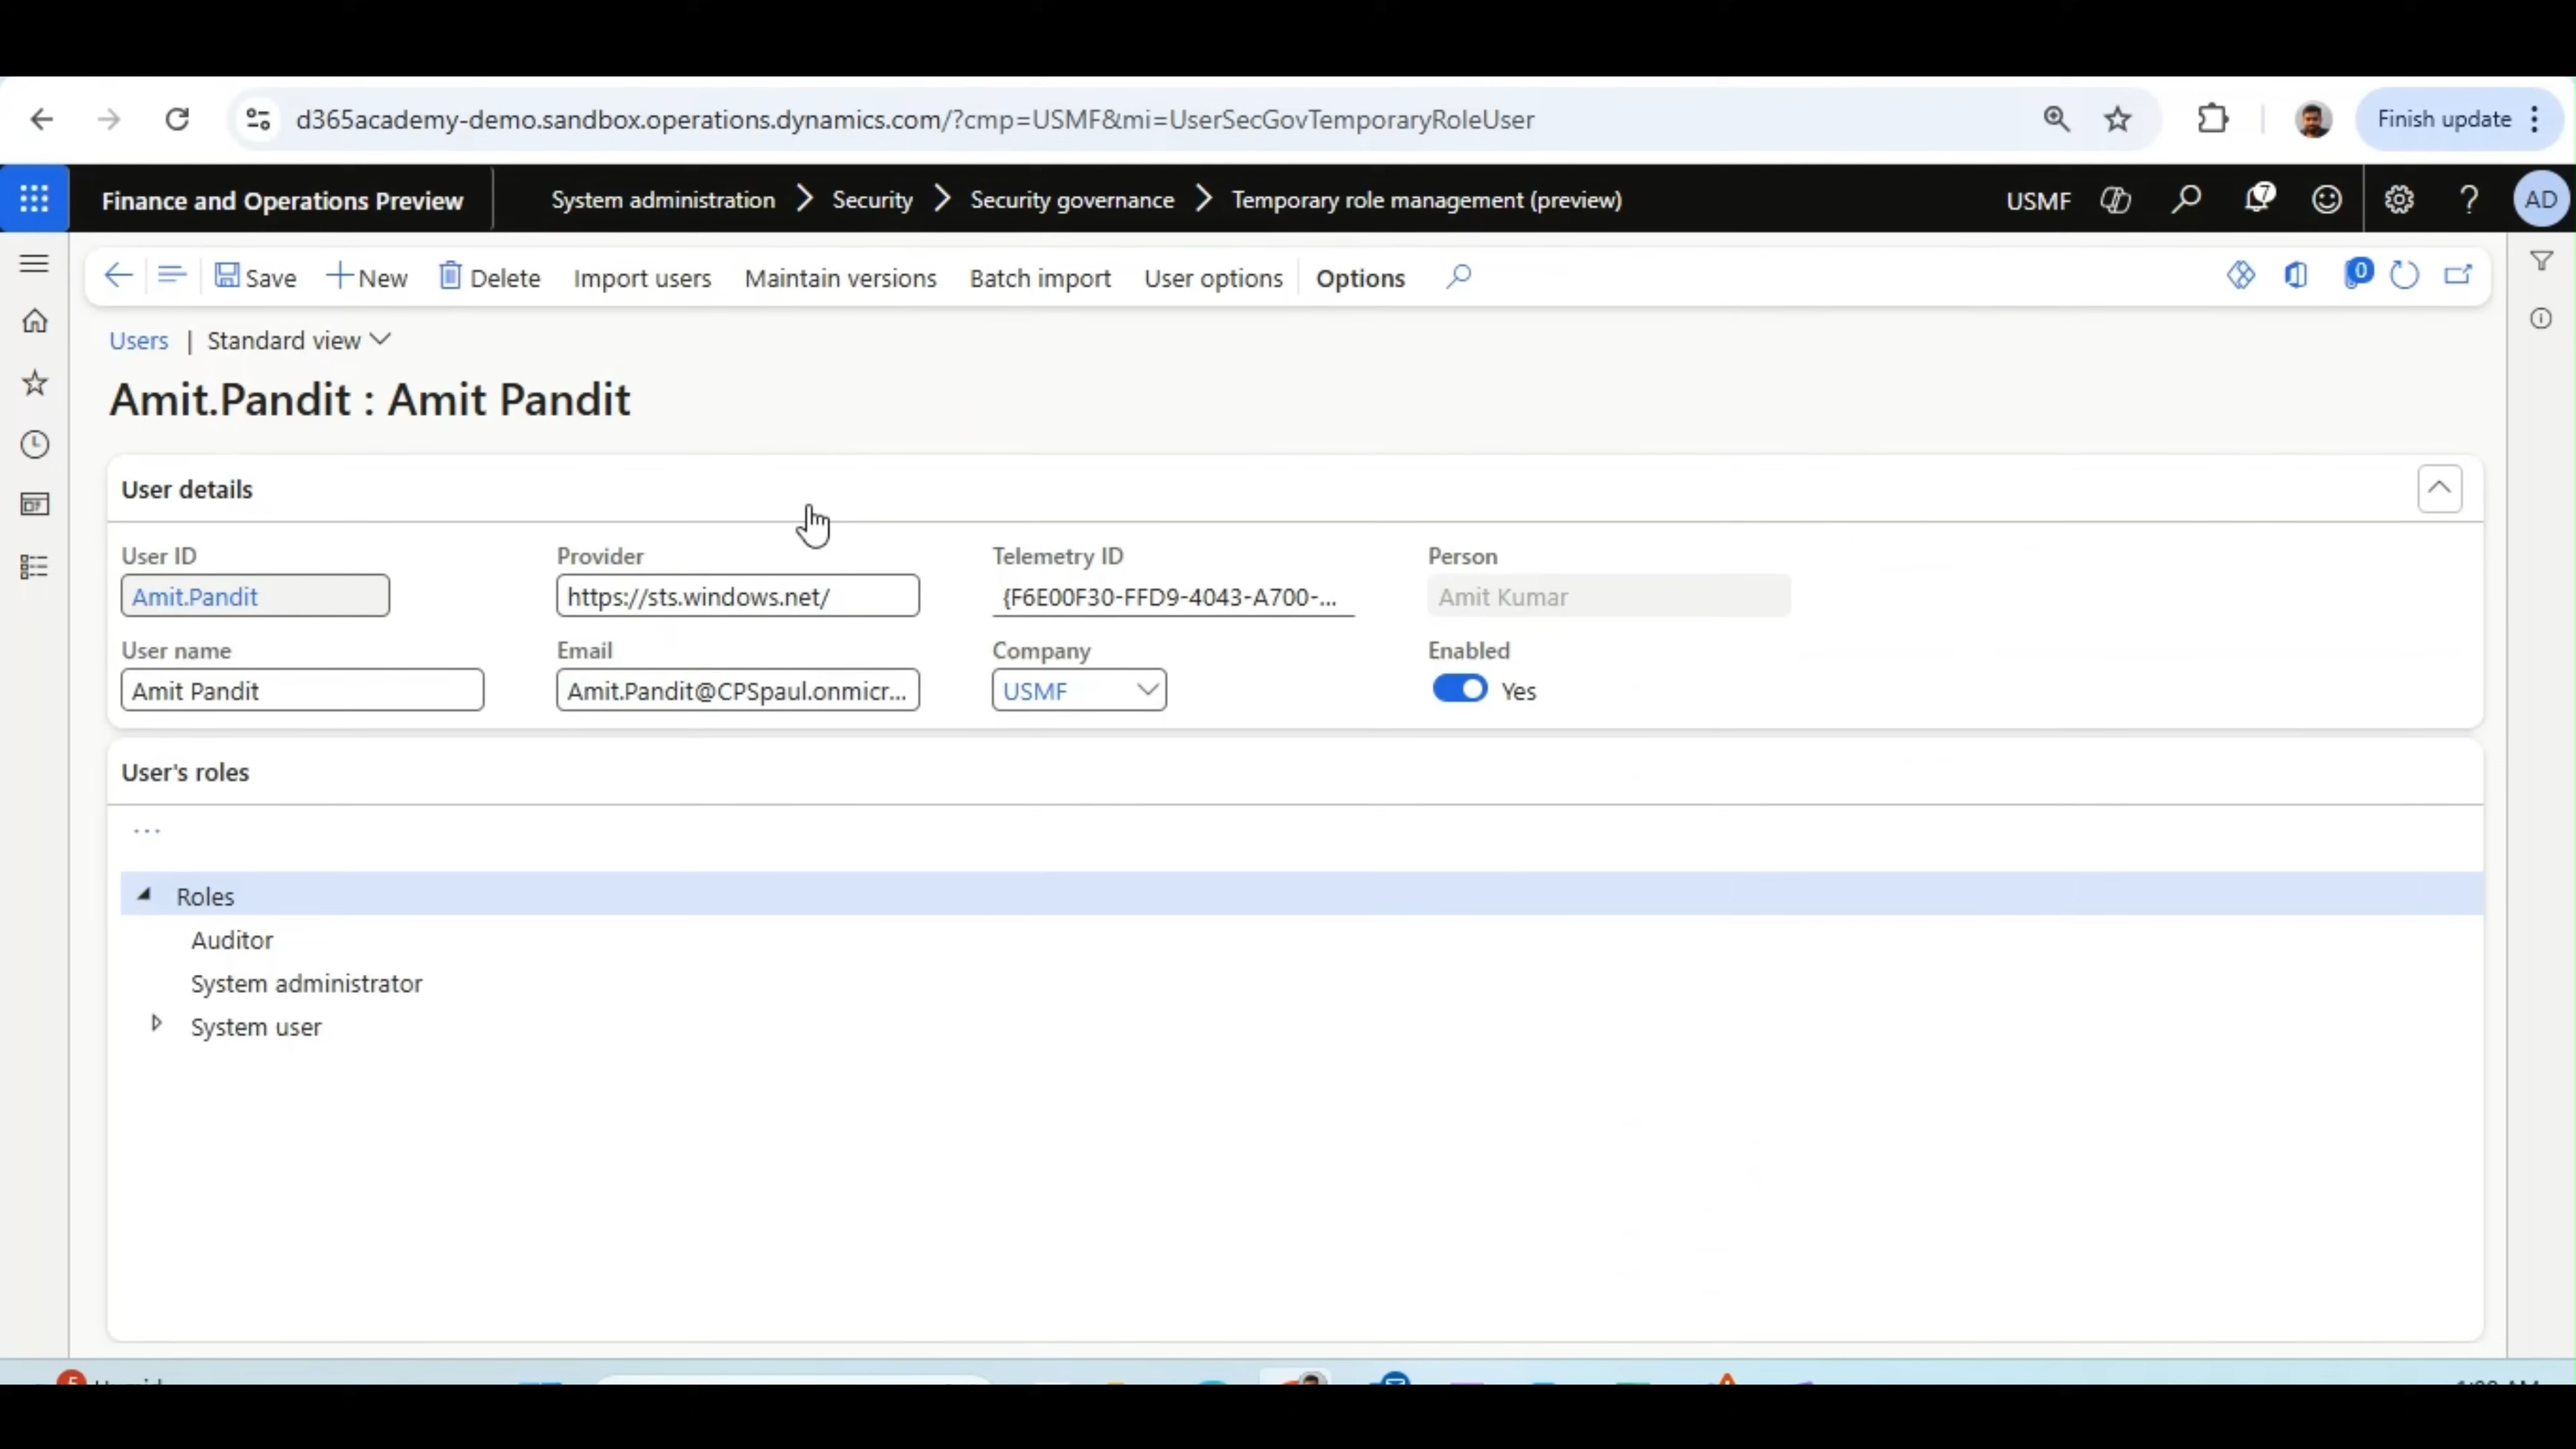 d365academy-demo.sandbox.operations.dynamics.com/?cmp=USMF&mi=UserSecGovTemporaryRoleUser
Finish update
Finance and Operations Preview
System administration > Security > Security governance > Temporary role management (preview)
USMF
7
?
AD
Save
New
Delete
Import users
Maintain versions
Batch import
User options
Options
0
Users | Standard view
Amit.Pandit : Amit Pandit
User details
User ID
Provider
Telemetry ID
Person
Amit.Pandit
https://sts.windows.net/
{F6E00F30-FFD9-4043-A700-...
Amit Kumar
User name
Email
Company
Enabled
Amit Pandit
Amit.Pandit@CPSpaul.onmicr...
USMF
Yes
User's roles
...
Roles
Auditor
System administrator
System user